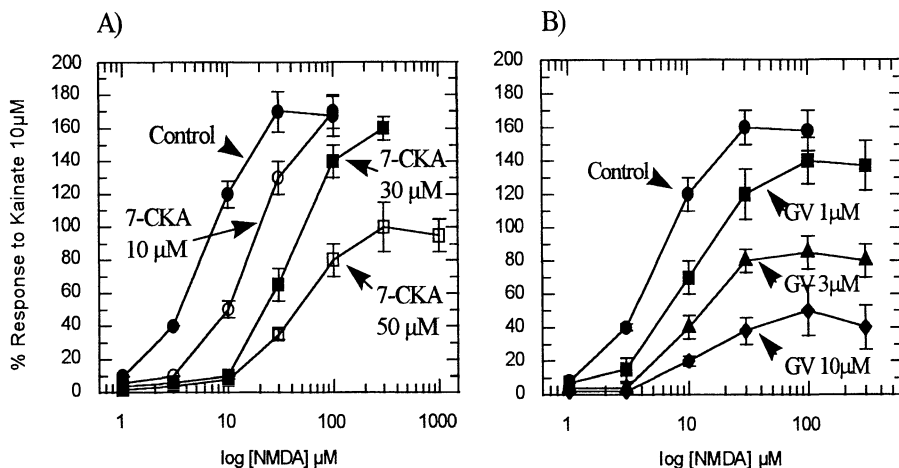 A)
B)
% Response to Kainate 10µM
200
180
160
140
120
100
80
60
40
20
0
Control
7-CKA
10 µM
7-CKA
30 µM
7-CKA
50 µM
1
10
100
1000
log [NMDA] µM
200
180
160
140
120
100
80
60
40
20
0
Control
GV 1µM
GV 3µM
GV 10µM
1
10
100
log [NMDA] µM